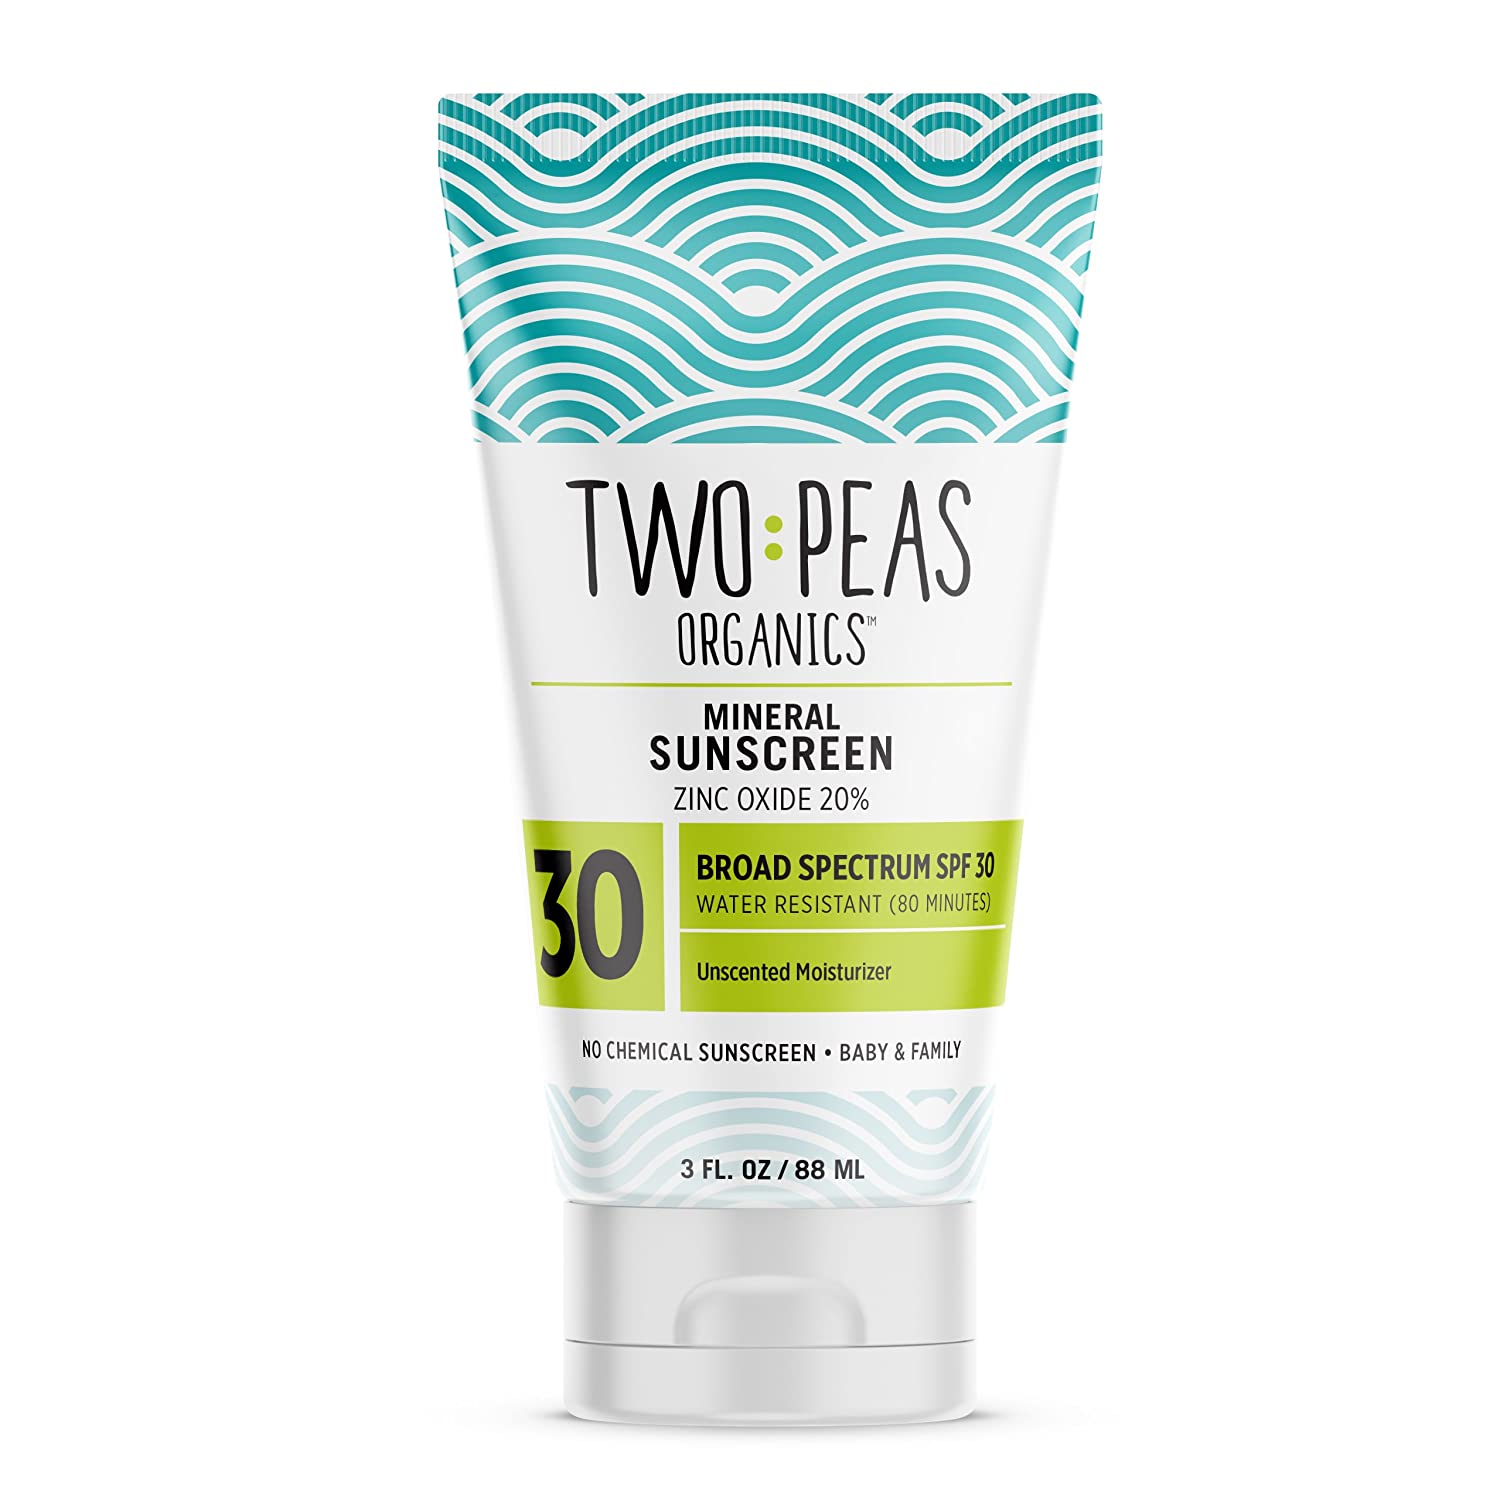 TWO:PEAS
ORGANICS™
MINERAL
SUNSCREEN
ZINC OXIDE 20%
30
BROAD SPECTRUM SPF 30
WATER RESISTANT (80 MINUTES)
Unscented Moisturizer
NO CHEMICAL SUNSCREEN • BABY & FAMILY
3 FL. OZ / 88 ML